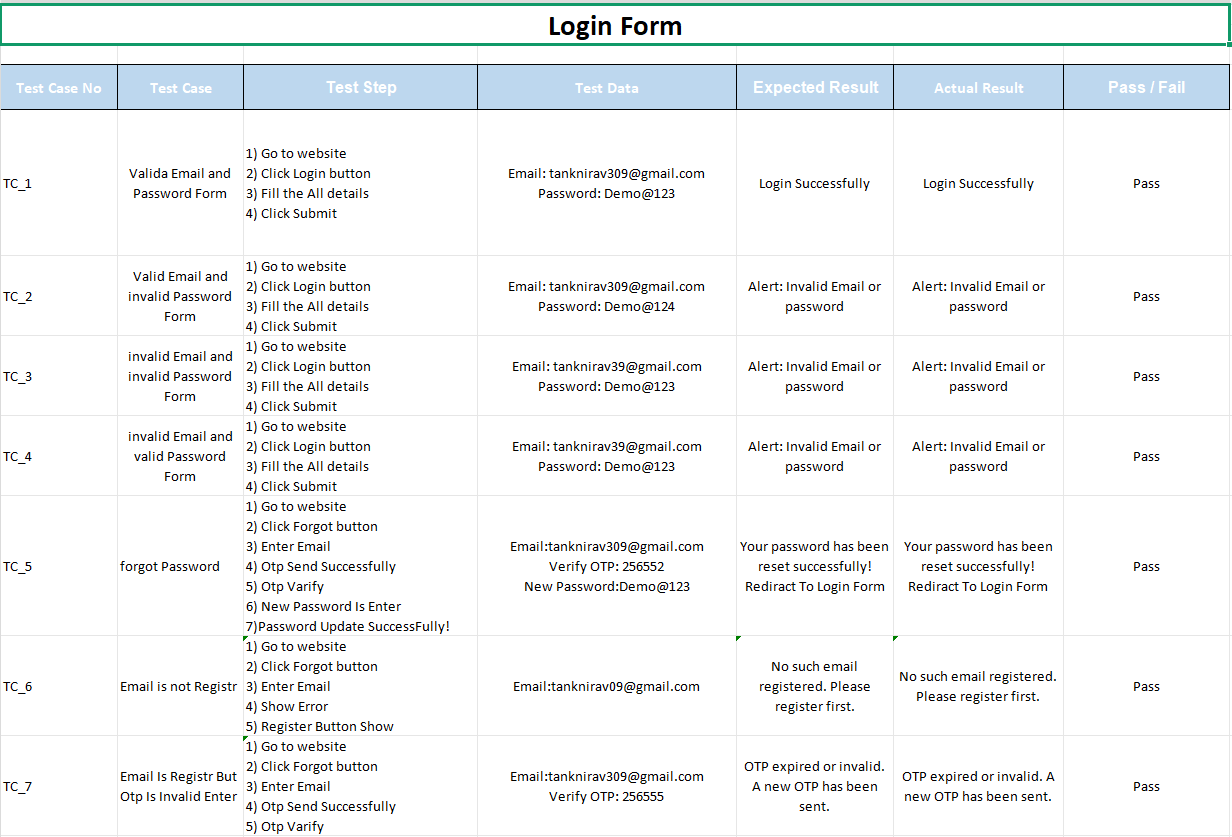 Login Form
Test Case No
Test Case
Test Step
Test Data
Expected Result
Actual Result
Pass / Fail
TC_1
Valida Email and
Password Form
1) Go to website
2) Click Login button
3) Fill the All details
4) Click Submit
Email: tanknirav309@gmail.com
Password: Demo@123
Login Successfully
Login Successfully
Pass
TC_2
Valid Email and
invalid Password
Form
1) Go to website
2) Click Login button
3) Fill the All details
4) Click Submit
Email: tanknirav309@gmail.com
Password: Demo@124
Alert: Invalid Email or
password
Alert: Invalid Email or
password
Pass
TC_3
invalid Email and
invalid Password
Form
1) Go to website
2) Click Login button
3) Fill the All details
4) Click Submit
Email: tanknirav39@gmail.com
Password: Demo@123
Alert: Invalid Email or
password
Alert: Invalid Email or
password
Pass
TC_4
invalid Email and
valid Password
Form
1) Go to website
2) Click Login button
3) Fill the All details
4) Click Submit
Email: tanknirav39@gmail.com
Password: Demo@123
Alert: Invalid Email or
password
Alert: Invalid Email or
password
Pass
TC_5
forgot Password
1) Go to website
2) Click Forgot button
3) Enter Email
4) Otp Send Successfully
5) Otp Varify
6) New Password Is Enter
7)Password Update SuccessFully!
Email:tanknirav309@gmail.com
Verify OTP: 256552
New Password:Demo@123
Your password has been
reset successfully!
Rediract To Login Form
Your password has been
reset successfully!
Rediract To Login Form
Pass
TC_6
Email is not Registr
1) Go to website
2) Click Forgot button
3) Enter Email
4) Show Error
5) Register Button Show
Email:tanknirav09@gmail.com
No such email
registered. Please
register first.
No such email registered.
Please register first.
Pass
TC_7
Email Is Registr But
Otp Is Invalid Enter
1) Go to website
2) Click Forgot button
3) Enter Email
4) Otp Send Successfully
5) Otp Varify
Email:tanknirav309@gmail.com
Verify OTP: 256555
OTP expired or invalid.
A new OTP has been
sent.
OTP expired or invalid. A
new OTP has been sent.
Pass